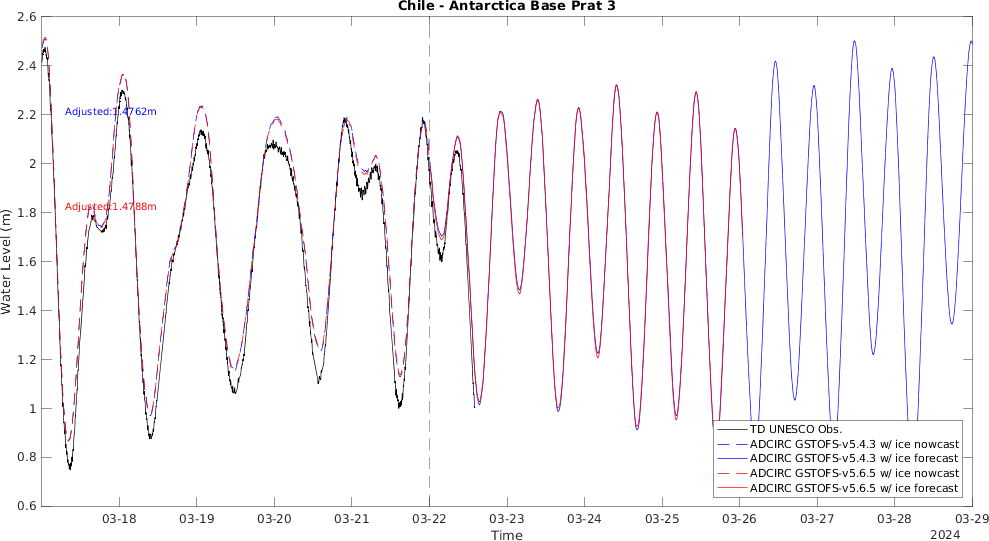 Chile - Antarctica Base Prat 3
2.6
2.4
2.2
2
1.8
1.6
1.4
1.2
1
0.8
0.6
Water Level (m)
Adjusted:1.4762m
Adjusted:1.4788m
TD UNESCO Obs.
ADCIRC GSTOFS-v5.4.3 w/ ice nowcast
ADCIRC GSTOFS-v5.4.3 w/ ice forecast
ADCIRC GSTOFS-v5.6.5 w/ ice nowcast
ADCIRC GSTOFS-v5.6.5 w/ ice forecast
03-18 03-19 03-20 03-21 03-22 03-23 03-24 03-25 03-26 03-27 03-28 03-29
Time
2024